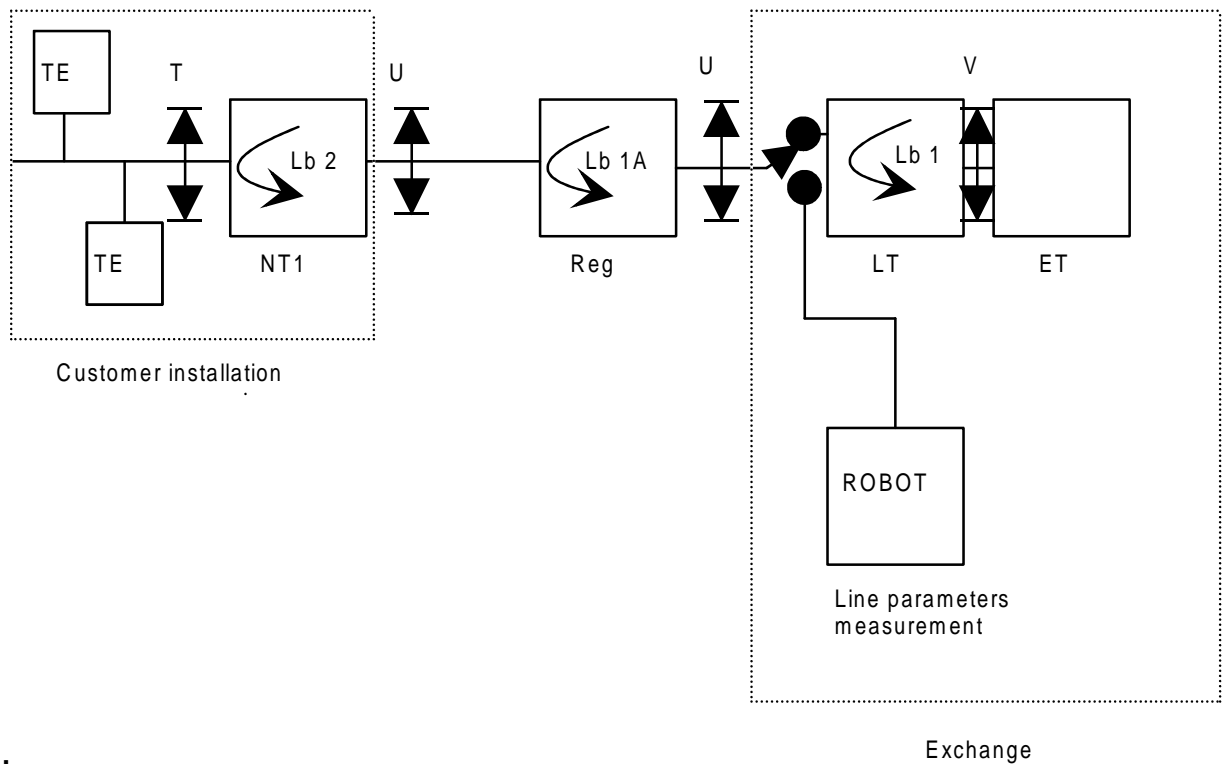 TE
T
U
U
V
Lb 2
Lb 1A
Lb 1
TE
NT1
Reg
LT
ET
Customer installation
ROBOT
Line parameters
measurement
Exchange